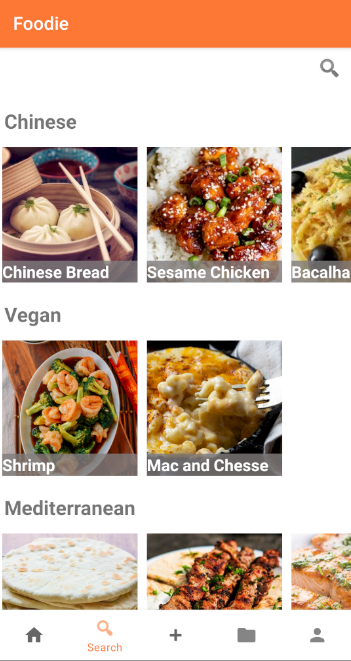 Foodie
Chinese
Chinese Bread
Sesame Chicken
Bacalha
Vegan
Shrimp
Mac and Chesse
Mediterranean
Search